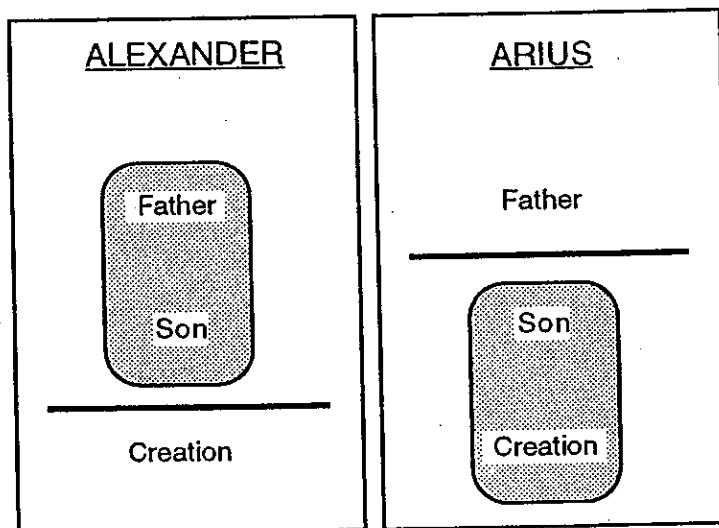 ALEXANDER
Father
Son
Creation
ARIUS
Father
Son
Creation